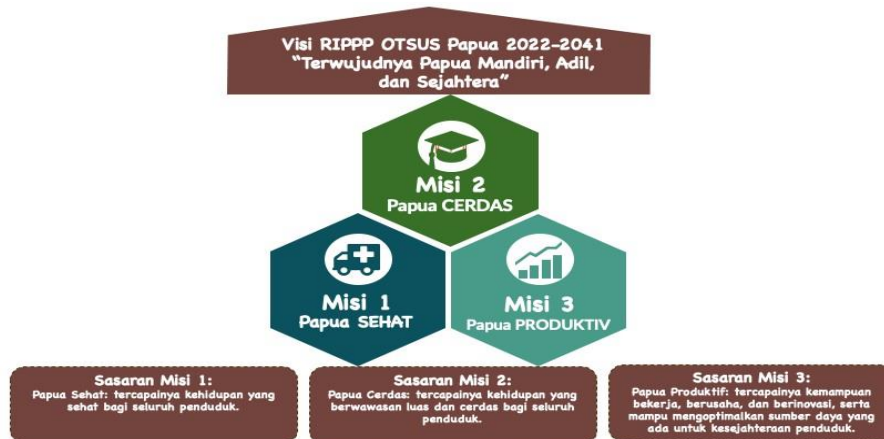 Visi RIPPP OTSUS Papua 2022-2041
"Terwujudnya Papua Mandiri, Adil,
dan Sejahtera"
Misi 2
Papua CERDAS
Misi 1
Papua SEHAT
Misi 3
Papua PRODUKTIV
Sasaran Misi 1:
Papua Sehat: tercapainya kehidupan yang
sehat bagi seluruh penduduk.
Sasaran Misi 2:
Papua Cerdas: tercapainya kehidupan yang
berwawasan luas dan cerdas bagi seluruh
penduduk.
Sasaran Misi 3:
Papua Produktif: tercapainya kemampuan
bekerja, berusaha, dan berinovasi, serta
mampu mengoptimalkan sumber daya yang
ada untuk kesejahteraan penduduk.